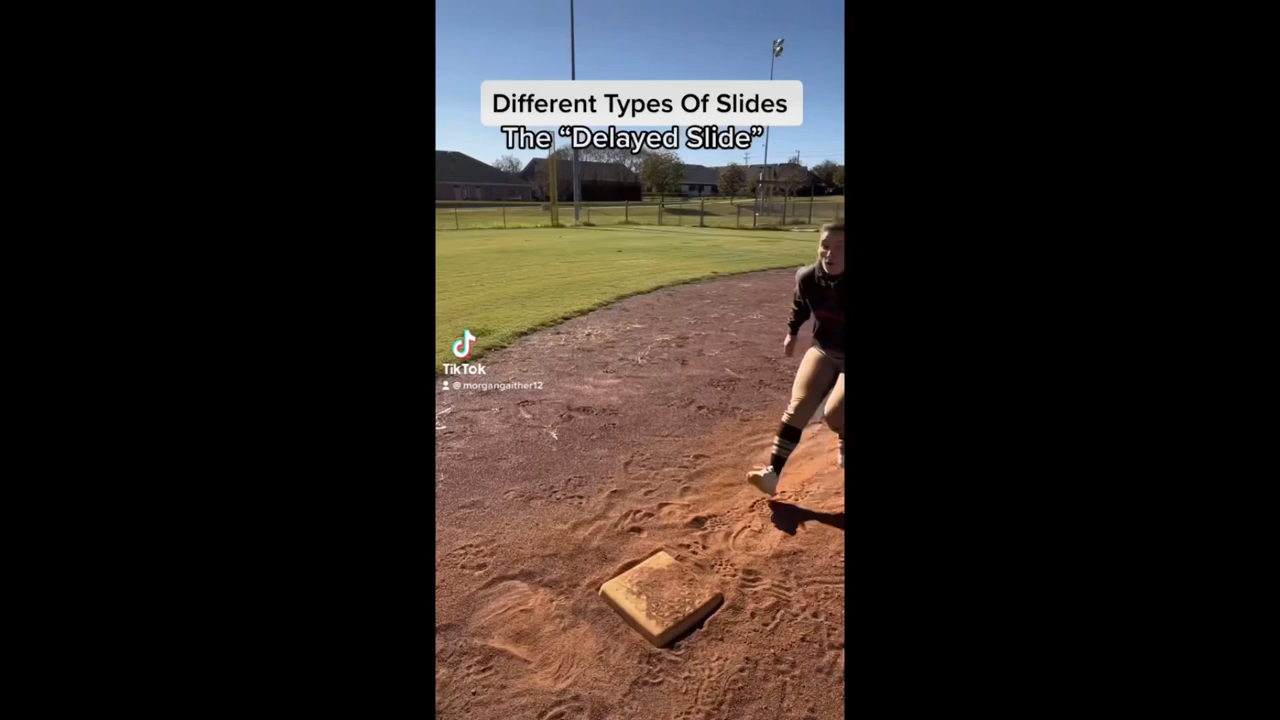 Different Types Of Slides
The “Delayed Slide”
TikTok
@morgangaither12